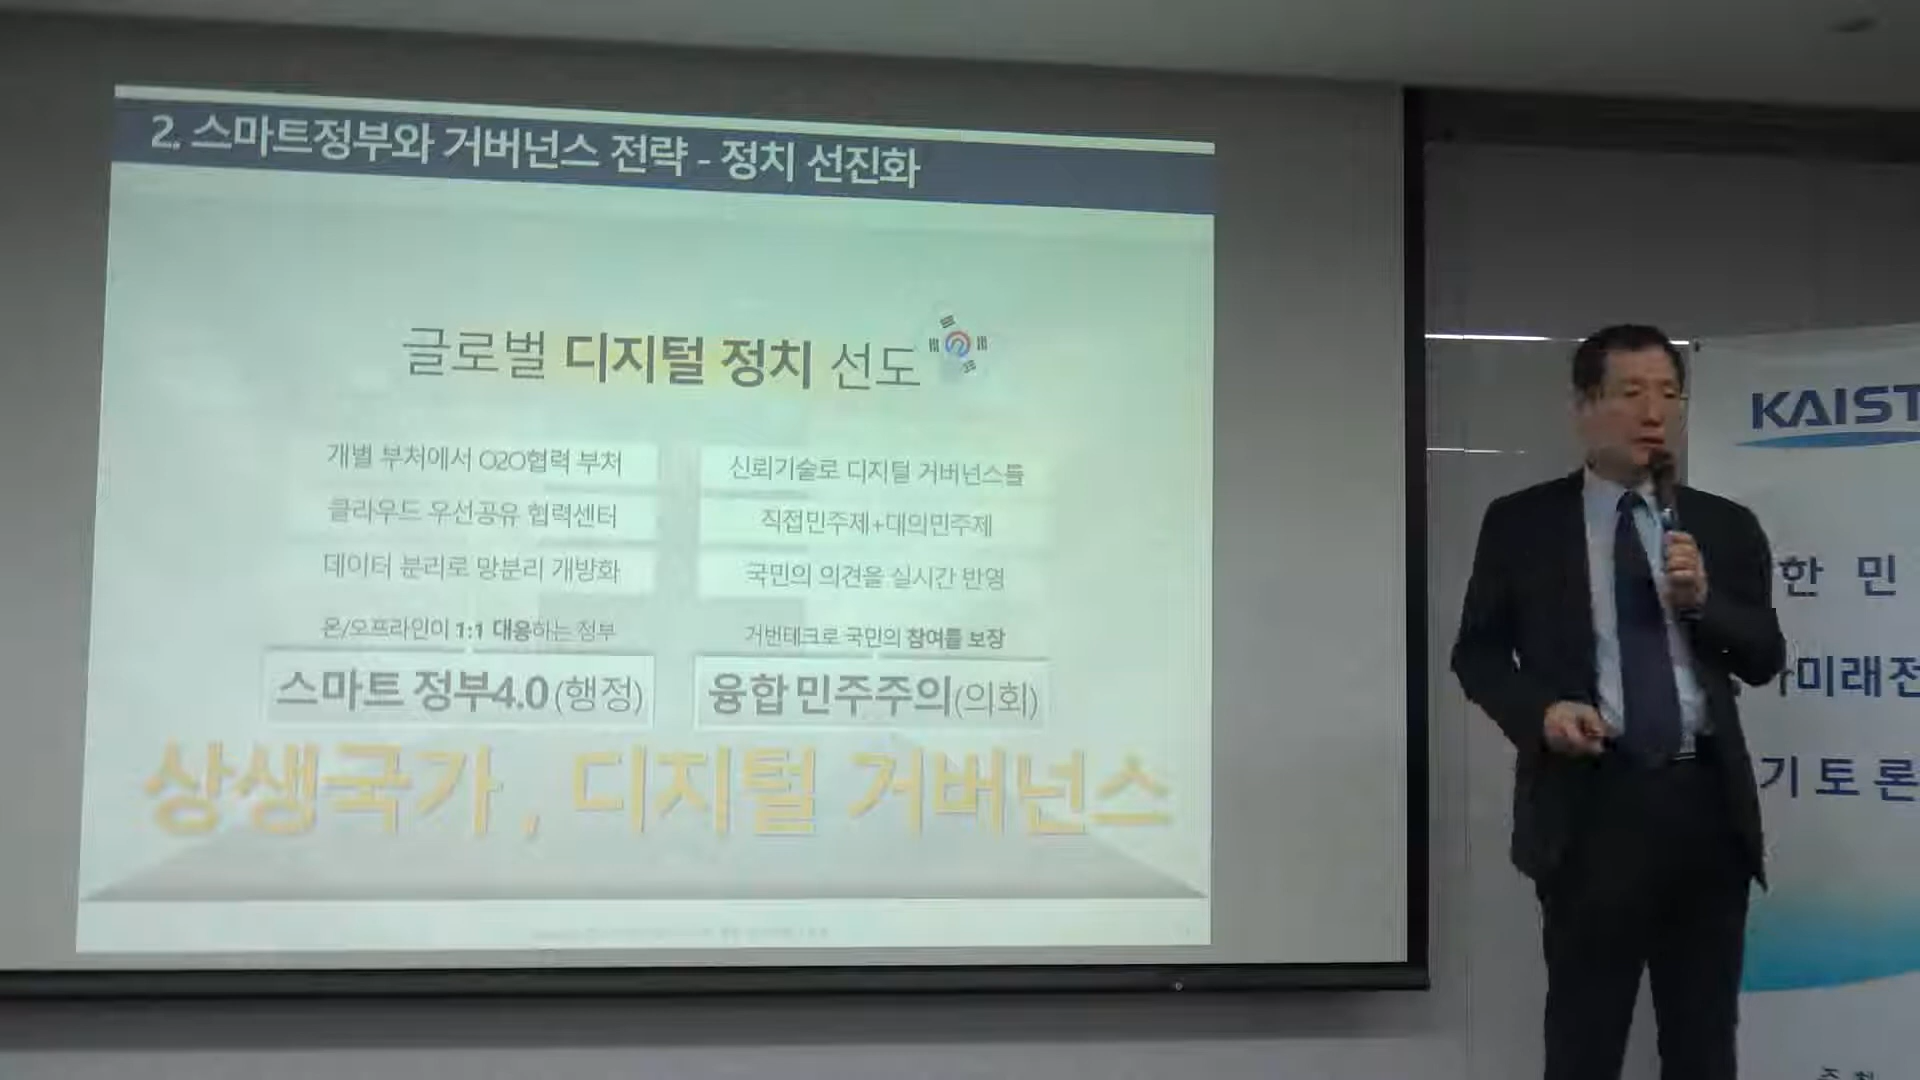 2. 스마트정부와 거버넌스 전략 - 정치 선진화
글로벌 디지털 정치 선도
개별 부처에서 O2O협력 부처
클라우드 우선공유 협력센터
데이터 분리로 망분리 개방화
온/오프라인이 1:1 대응하는 정부
스마트 정부4.0(행정)
신뢰기술로 디지털 거버넌스를
직접민주제+대의민주제
국민의 의견을 실시간 반영
거번테크로 국민의 참여를 보장
융합 민주주의(의회)
상생국가, 디지털 거버넌스
KAIST
한 민
미래전
기토론